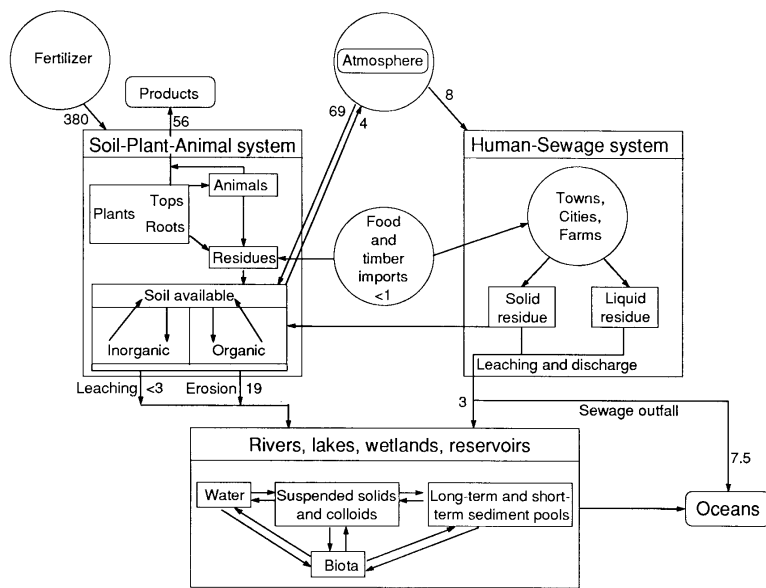 Fertilizer
Atmosphere
Products
380
56
69
4
8
Soil-Plant-Animal system
Human-Sewage system
Tops
Plants
Roots
Animals
Residues
Food
and
timber
imports
<1
Towns,
Cities,
Farms
Soil available
Inorganic
Organic
Solid
residue
Liquid
residue
Leaching and discharge
Leaching <3
Erosion 19
3
Sewage outfall
7.5
Rivers, lakes, wetlands, reservoirs
Water
Suspended solids
and colloids
Long-term and short-
term sediment pools
Biota
Oceans